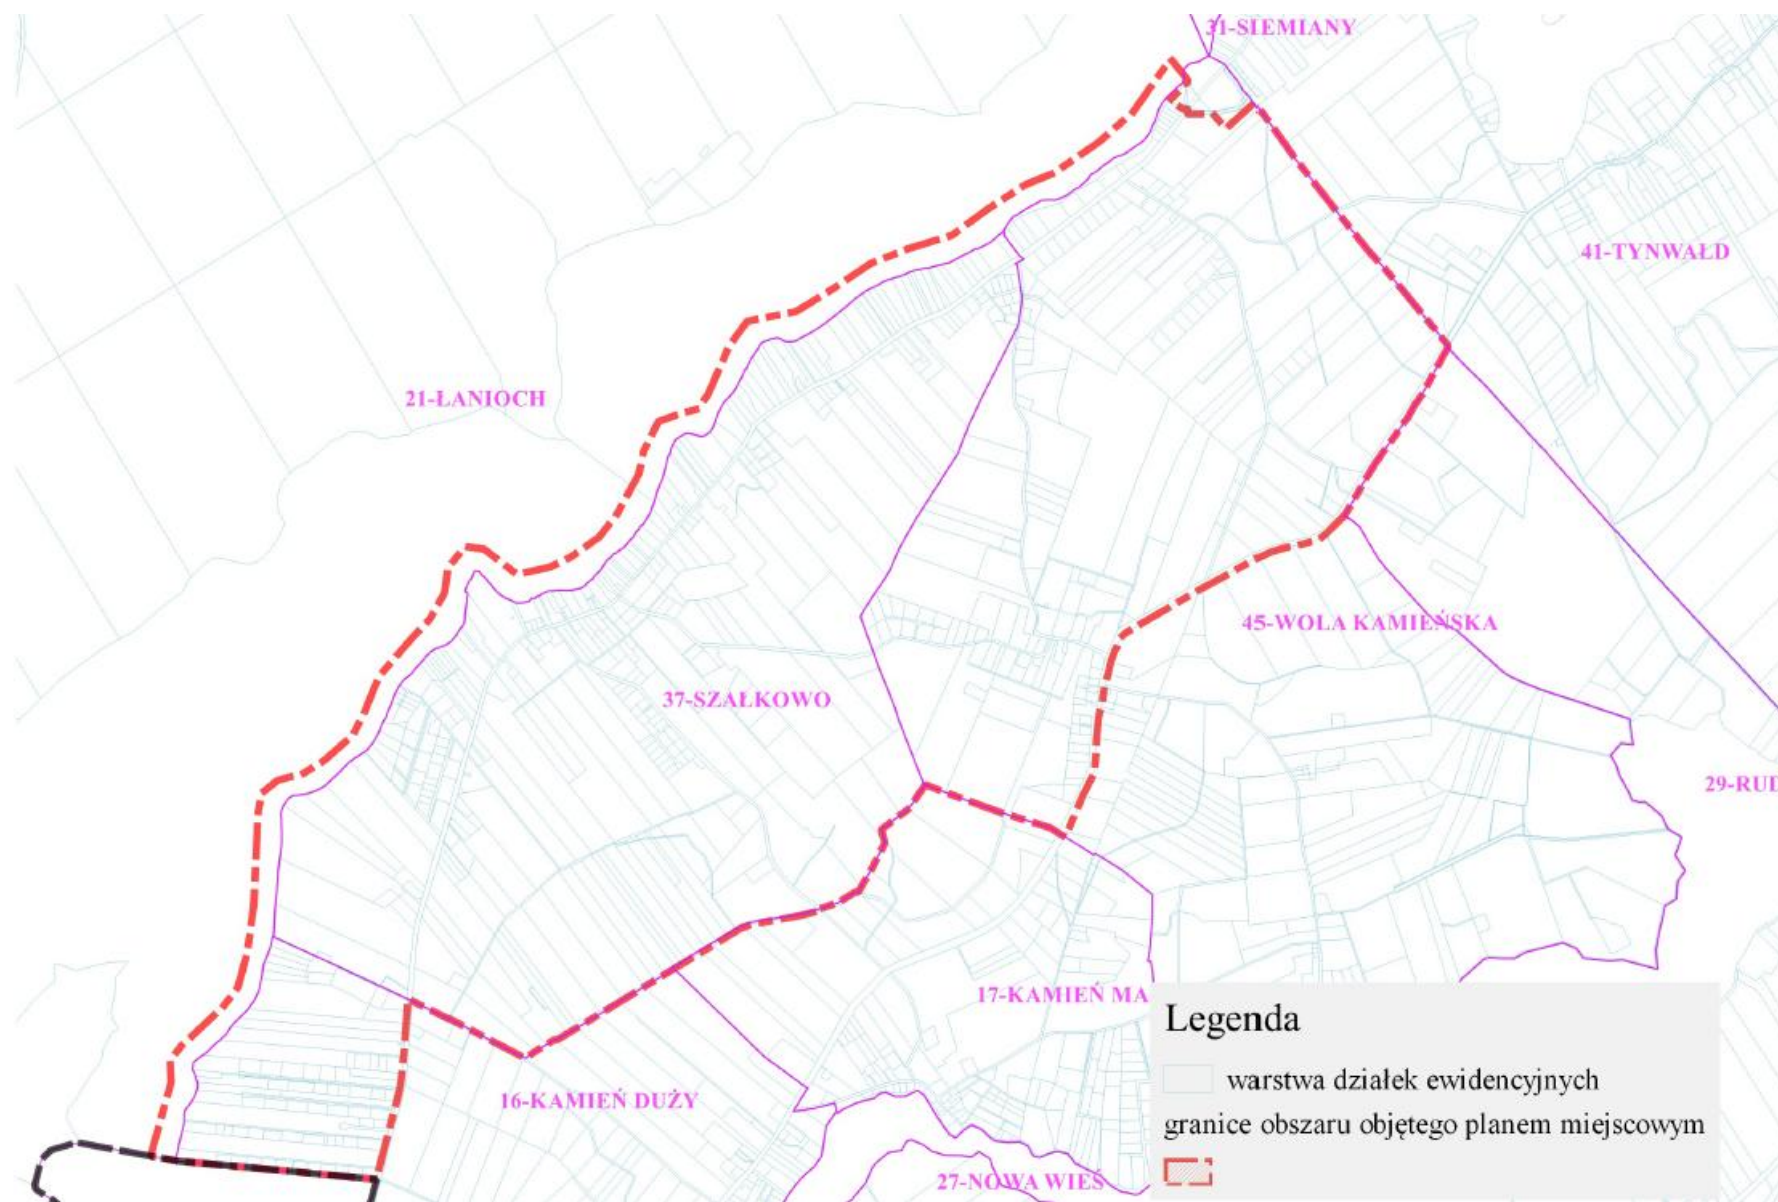 31-SIEMIANY
41-TYNWAŁD
21-ŁANIOCH
45-WOLA KAMIEŃSKA
37-SZAŁKOWO
29-RUD
17-KAMIEŃ MA
16-KAMIEŃ DUŻY
27-NOWA WIEŚ
Legenda
warstwa działek ewidencyjnych
granice obszaru objętego planem miejscowym